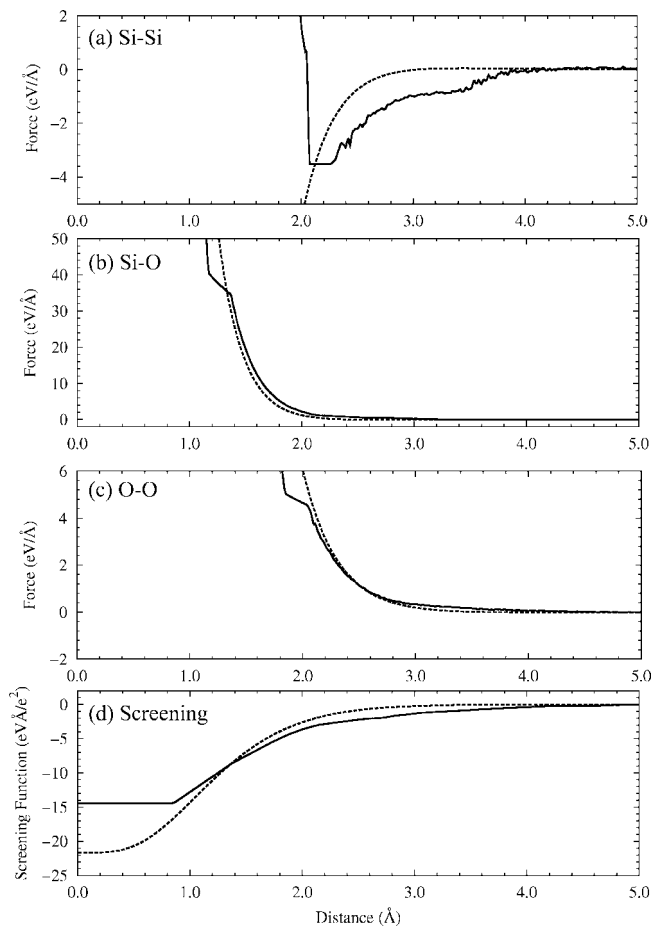 2
(a) Si-Si
0
−2
−4
Force (eV/Å)
0.0 1.0 2.0 3.0 4.0 5.0
50
(b) Si-O
40
30
20
10
0
Force (eV/Å)
0.0 1.0 2.0 3.0 4.0 5.0
6
(c) O-O
4
2
0
−2
Force (eV/Å)
0.0 1.0 2.0 3.0 4.0 5.0
0
(d) Screening
−5
−10
−15
−20
−25
Screening Function (eVÅ/e²)
0.0 1.0 2.0 3.0 4.0 5.0
Distance (Å)